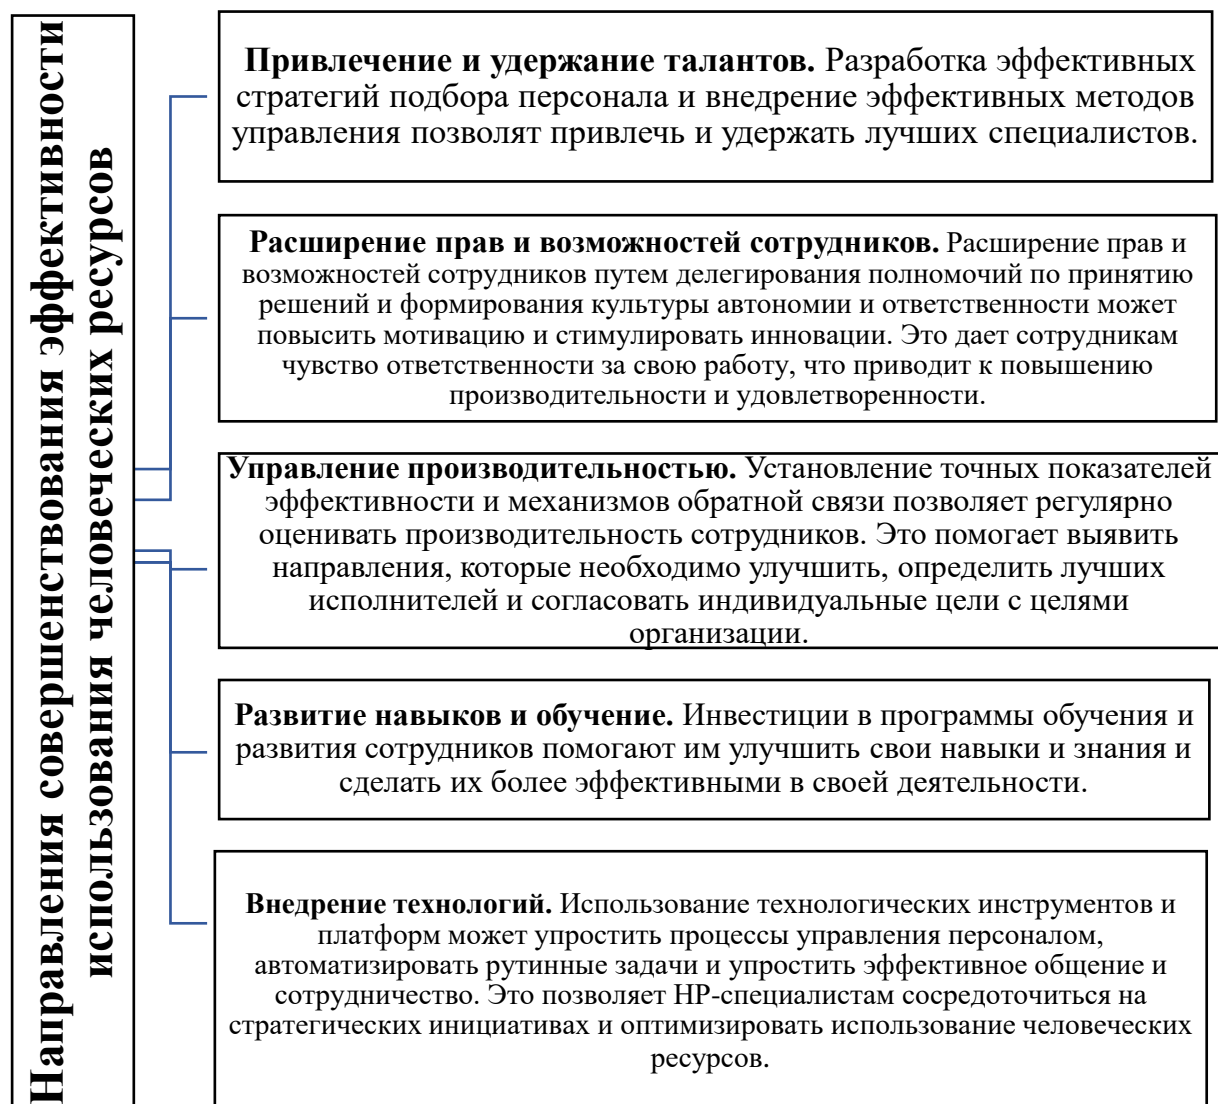 Направления совершенствования эффективности
использования человеческих ресурсов
Привлечение и удержание талантов. Разработка эффективных
стратегий подбора персонала и внедрение эффективных методов
управления позволят привлечь и удержать лучших специалистов.
Расширение прав и возможностей сотрудников. Расширение прав и
возможностей сотрудников путем делегирования полномочий по принятию
решений и формирования культуры автономии и ответственности может
повысить мотивацию и стимулировать инновации. Это дает сотрудникам
чувство ответственности за свою работу, что приводит к повышению
производительности и удовлетворенности.
Управление производительностью. Установление точных показателей
эффективности и механизмов обратной связи позволяет регулярно
оценивать производительность сотрудников. Это помогает выявить
направления, которые необходимо улучшить, определить лучших
исполнителей и согласовать индивидуальные цели с целями
организации.
Развитие навыков и обучение. Инвестиции в программы обучения и
развития сотрудников помогают им улучшить свои навыки и знания и
сделать их более эффективными в своей деятельности.
Внедрение технологий. Использование технологических инструментов и
платформ может упростить процессы управления персоналом,
автоматизировать рутинные задачи и упростить эффективное общение и
сотрудничество. Это позволяет HR-специалистам сосредоточиться на
стратегических инициативах и оптимизировать использование человеческих
ресурсов.